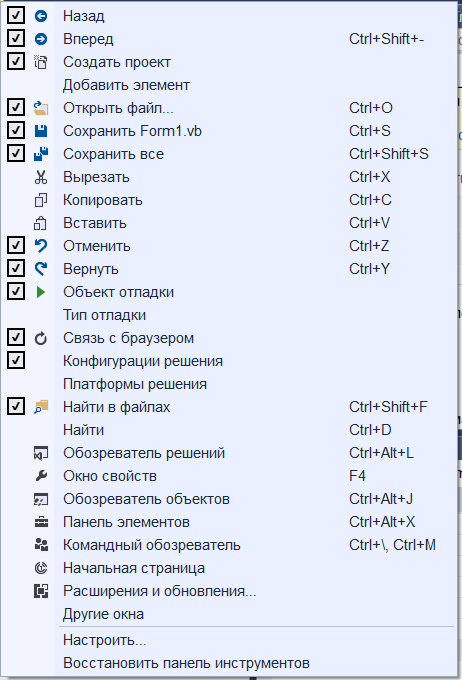 Назад
Вперед Ctrl+Shift+-
Создать проект
Добавить элемент
Открыть файл... Ctrl+O
Сохранить Form1.vb Ctrl+S
Сохранить все Ctrl+Shift+S
Вырезать Ctrl+X
Копировать Ctrl+C
Вставить Ctrl+V
Отменить Ctrl+Z
Вернуть Ctrl+Y
Объект отладки
Тип отладки
Связь с браузером
Конфигурации решения
Платформы решения
Найти в файлах Ctrl+Shift+F
Найти Ctrl+D
Обозреватель решений Ctrl+Alt+L
Окно свойств F4
Обозреватель объектов Ctrl+Alt+J
Панель элементов Ctrl+Alt+X
Командный обозреватель Ctrl+\, Ctrl+M
Начальная страница
Расширения и обновления...
Другие окна
Настроить...
Восстановить панель инструментов